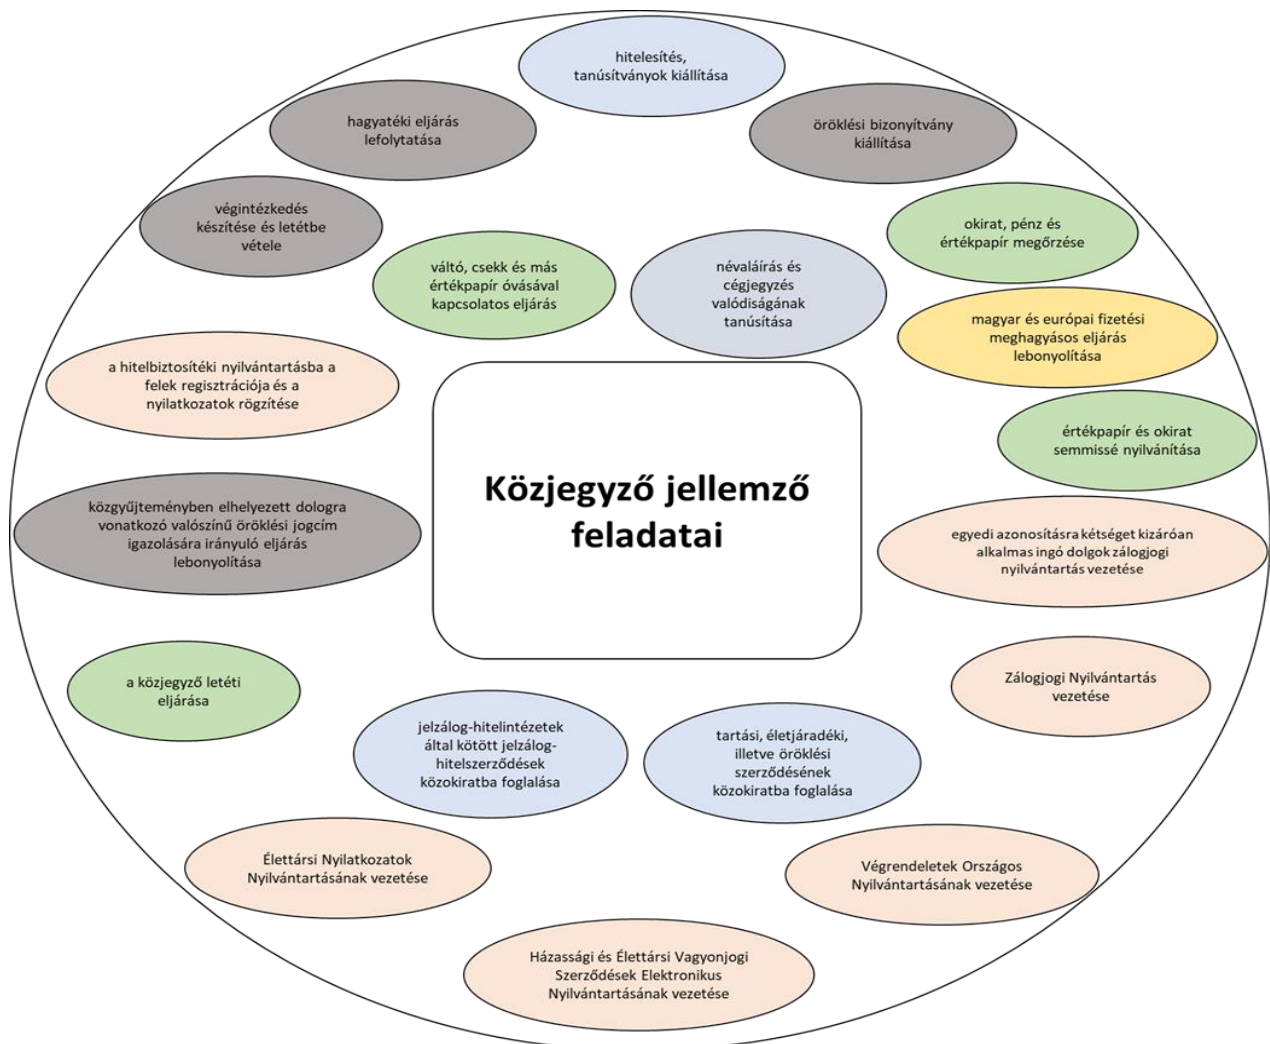 hitelesítés,
tanúsítványok kiállítása
hagyatéki eljárás
lefolytatása
öröklési bizonyítvány
kiállítása
végintézkedés
készítése és letétbe
vétele
okirat, pénz és
értékpapír megőrzése
váltó, csekk és más
értékpapír óvásával
kapcsolatos eljárás
névaláírás és
cégjegyzés
valódiságának
tanúsítása
magyar és európai fizetési
meghagyásos eljárás
lebonyolítása
a hitelbiztosítéki nyilvántartásba a
felek regisztrációja és a
nyilatkozatok rögzítése
értékpapír és okirat
semmissé nyilvánítása
Közjegyző jellemző
feladatai
közgyűjteményben elhelyezett dologra
vonatkozó valószínű öröklési jogcím
igazolására irányuló eljárás
lebonyolítása
egyedi azonosításra kétséget kizáróan
alkalmas ingó dolgok zálogjogi
nyilvántartás vezetése
a közjegyző letéti
eljárása
Zálogjogi Nyilvántartás
vezetése
jelzálog-hitelintézetek
által kötött jelzálog-
hitelszerződések
közokiratba foglalása
tartási, életjáradéki,
illetve öröklési
szerződésének
közokiratba foglalása
Élettársi Nyilatkozatok
Nyilvántartásának vezetése
Végrendeletek Országos
Nyilvántartásának vezetése
Házassági és Élettársi Vagyonjogi
Szerződések Elektronikus
Nyilvántartásának vezetése